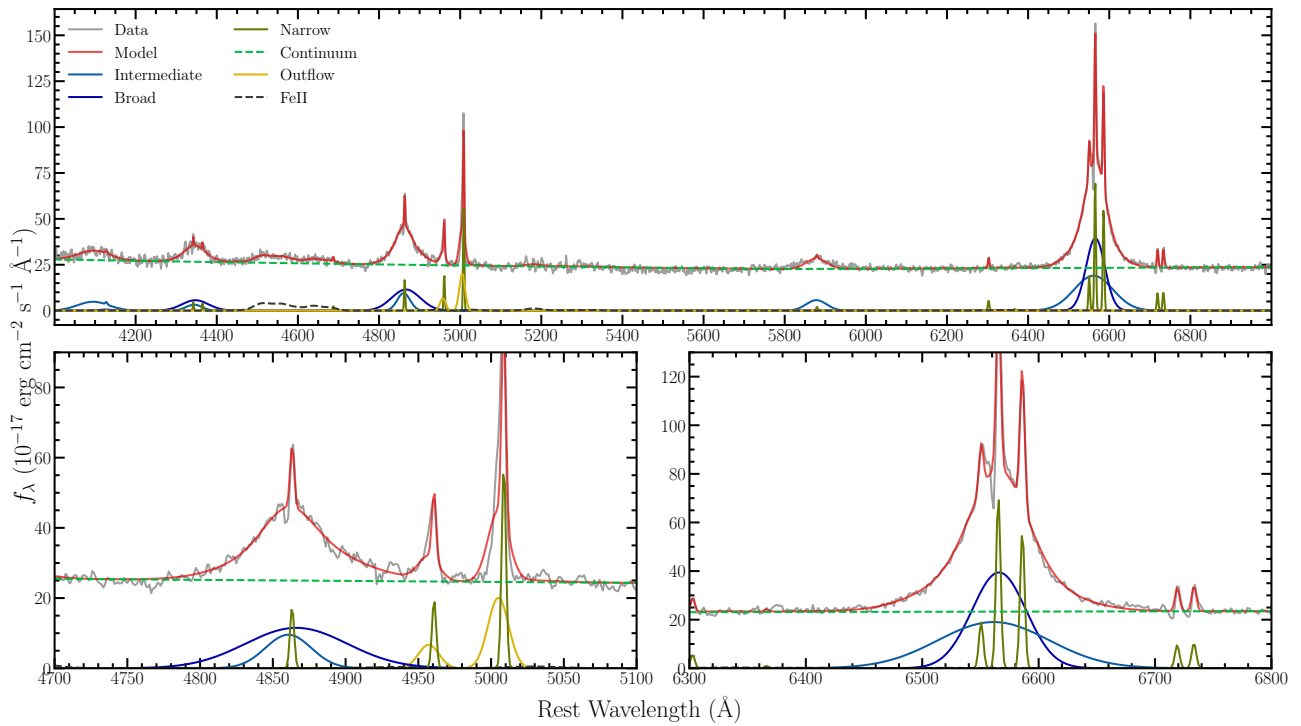 Data
Model
Intermediate
Broad
Narrow
Continuum
Outflow
FeII
150
125
100
75
50
25
0
4200 4400 4600 4800 5000 5200 5400 5600 5800 6000 6200 6400 6600 6800
80
60
40
20
0
4700 4750 4800 4850 4900 4950 5000 5050 5100
120
100
80
60
40
20
0
6300 6400 6500 6600 6700 6800
f_λ (10⁻¹⁷ erg cm⁻² s⁻¹ Å⁻¹)
Rest Wavelength (Å)